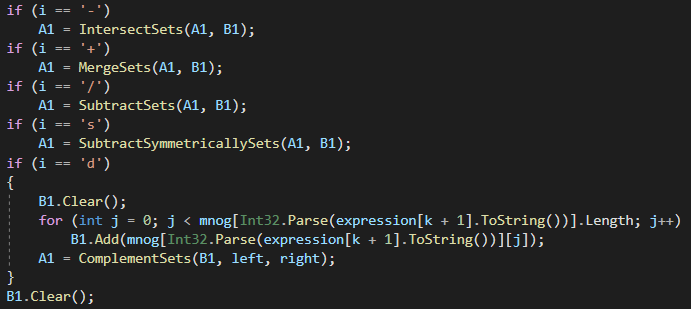 if (i == '-')
    A1 = IntersectSets(A1, B1);
if (i == '+')
    A1 = MergeSets(A1, B1);
if (i == '/')
    A1 = SubtractSets(A1, B1);
if (i == 's')
    A1 = SubtractSymmetricallySets(A1, B1);
if (i == 'd')
{
    B1.Clear();
    for (int j = 0; j < mnog[Int32.Parse(expression[k + 1].ToString())].Length; j++)
        B1.Add(mnog[Int32.Parse(expression[k + 1].ToString())][j]);
    A1 = ComplementSets(B1, left, right);
}
B1.Clear();